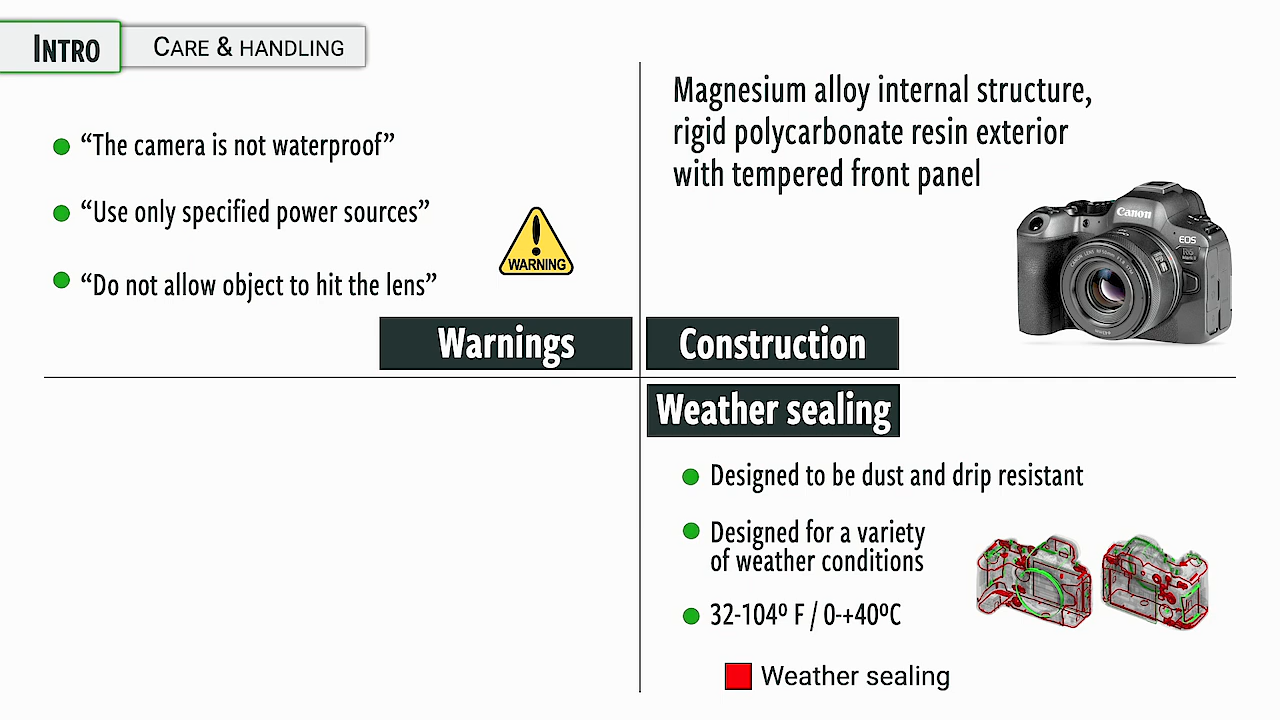 INTRO
CARE & HANDLING
“The camera is not waterproof”
“Use only specified power sources”
“Do not allow object to hit the lens”
WARNING
Warnings
Magnesium alloy internal structure,
rigid polycarbonate resin exterior
with tempered front panel
Canon
EOS
R6
Construction
Weather sealing
Designed to be dust and drip resistant
Designed for a variety
of weather conditions
32-104º F / 0-+40ºC
Weather sealing